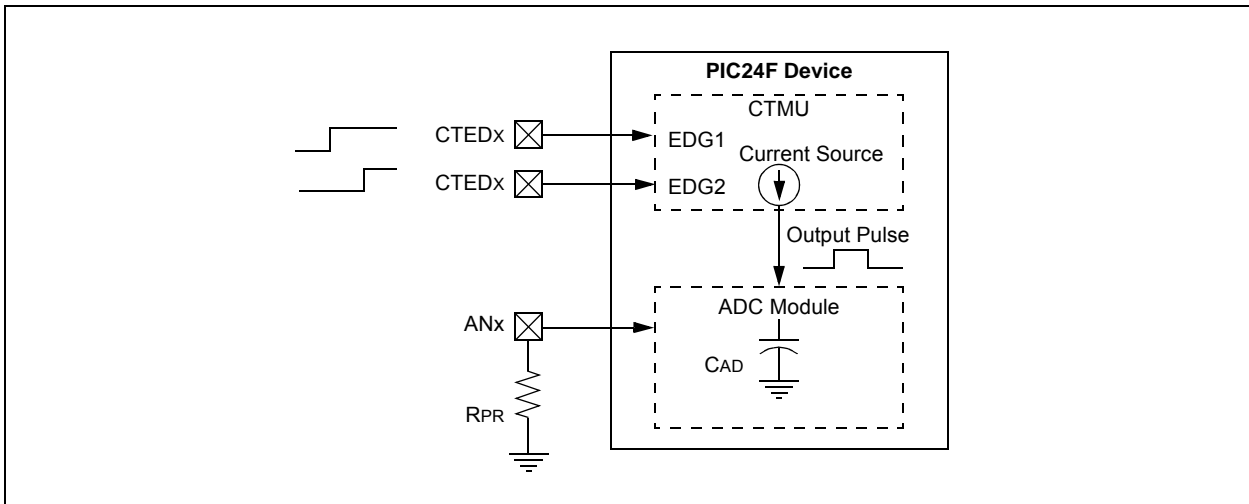 PIC24F Device
CTMU
CTEDX
EDG1
Current Source
CTEDX
EDG2
Output Pulse
ADC Module
ANx
CAD
RPR